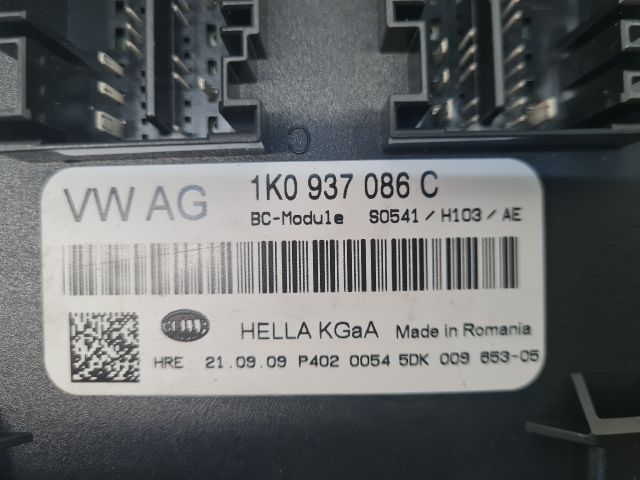 VW AG 1K0 937 086 C
BC-Module S0541/H103/AE
HELLA
HELLA KGaA Made in Romania
HRE 21.09.09 P402 0054 5DK 009 653-05